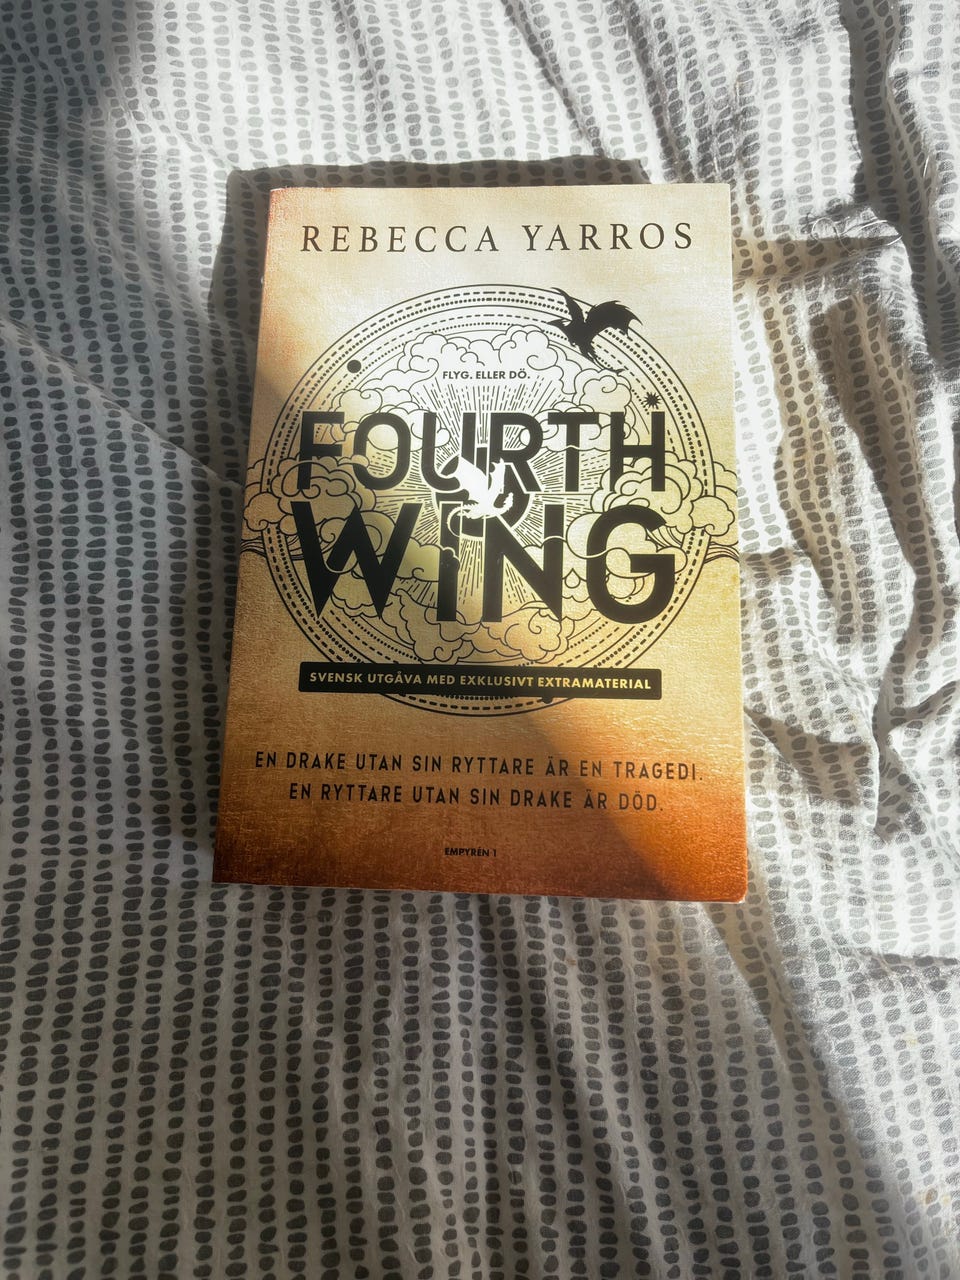 REBECCA YARROS
FLYG. ELLER DÖ.
FOURTH
WING
SVENSK UTGÅVA MED EXKLUSIVT EXTRAMATERIAL
EN DRAKE UTAN SIN RYTTARE ÄR EN TRAGEDI.
EN RYTTARE UTAN SIN DRAKE ÄR DÖD.
EMPYRÉN 1